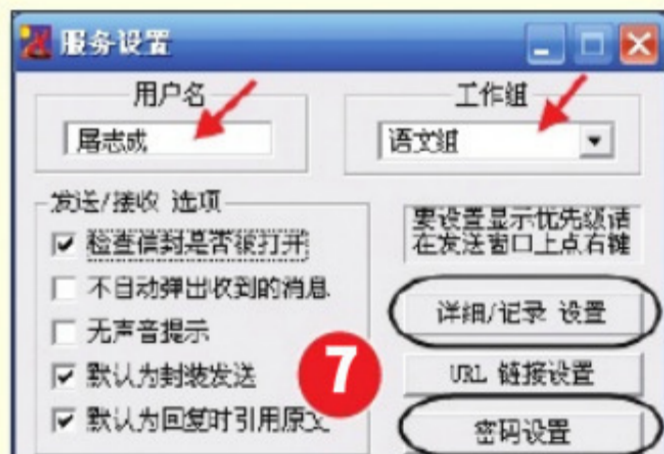 服务设置
用户名
工作组
屠志成
语文组
发送/接收 选项
检查信封是否被打开
不自动弹出收到的消息
无声音提示
默认为封装发送
默认为回复时引用原文
要设置显示优先级请
在发送窗口上点右键
详细/记录 设置
URL 链接设置
密码设置
7